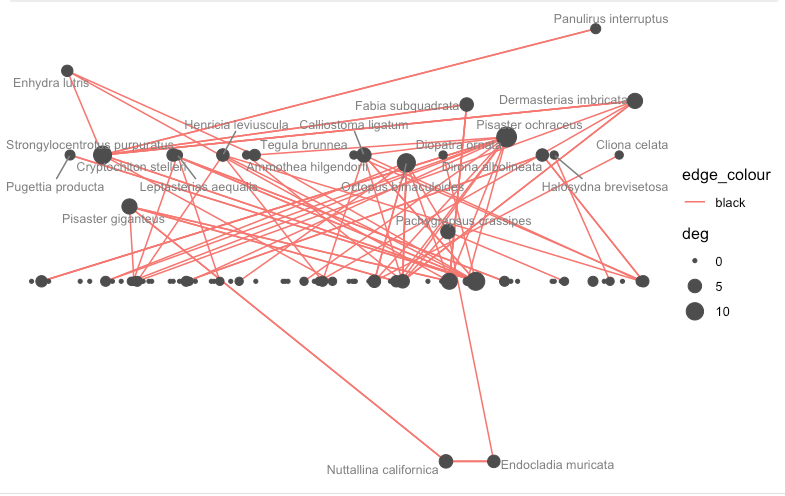 Panulirus interruptus
Enhydra lutris
Fabia subquadrata
Dermasterias imbricata
Henricia leviuscula
Calliostoma ligatum
Pisaster ochraceus
Strongylocentrotus purpuratus
Tegula brunnea
Diopatra ornata
Cliona celata
Cryptochiton stelleri
Ammothea hilgendorfi
Dirona albolineata
Pugettia producta
Leptasterias aequalis
Octopus bimaculoides
Halosydna brevisetosa
Pisaster giganteus
Pachygrapsus crassipes
Nuttallina californica
Endocladia muricata
edge_colour
black
deg
0
5
10